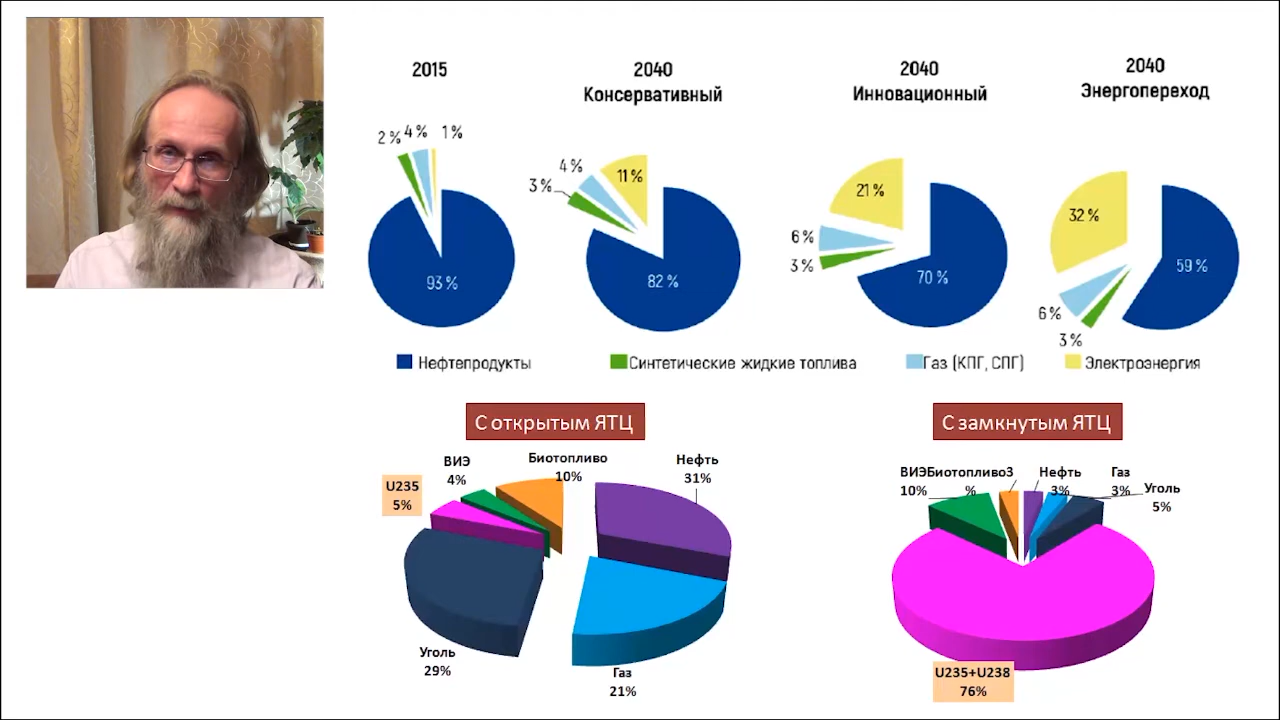 2015
2040
Консервативный
2040
Инновационный
2040
Энергопереход
2 %
4 %
1 %
93 %
3 %
4 %
11 %
82 %
3 %
6 %
21 %
70 %
32 %
6 %
3 %
59 %
Нефтепродукты
Синтетические жидкие топлива
Газ (КПГ, СПГ)
Электроэнергия
С открытым ЯТЦ
U235
5%
ВИЭ
4%
Биотопливо
10%
Нефть
31%
Уголь
29%
Газ
21%
С замкнутым ЯТЦ
ВИЭ
10%
Биотопливо3
%
Нефть
3%
Газ
3%
Уголь
5%
U235+U238
76%